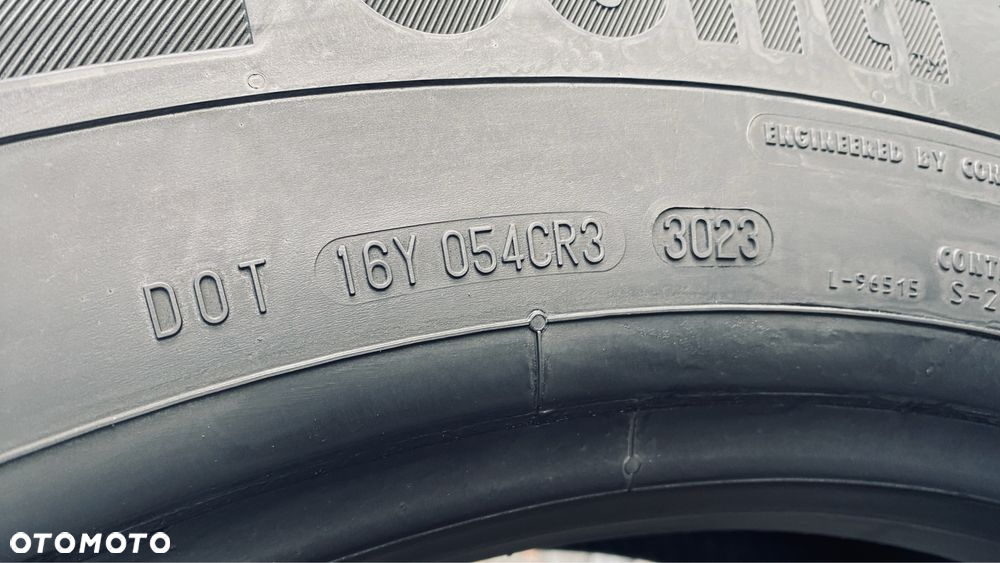 ENGINEERED BY
DOT 16Y 054CR3 3023
L-96515
OTOMOTO